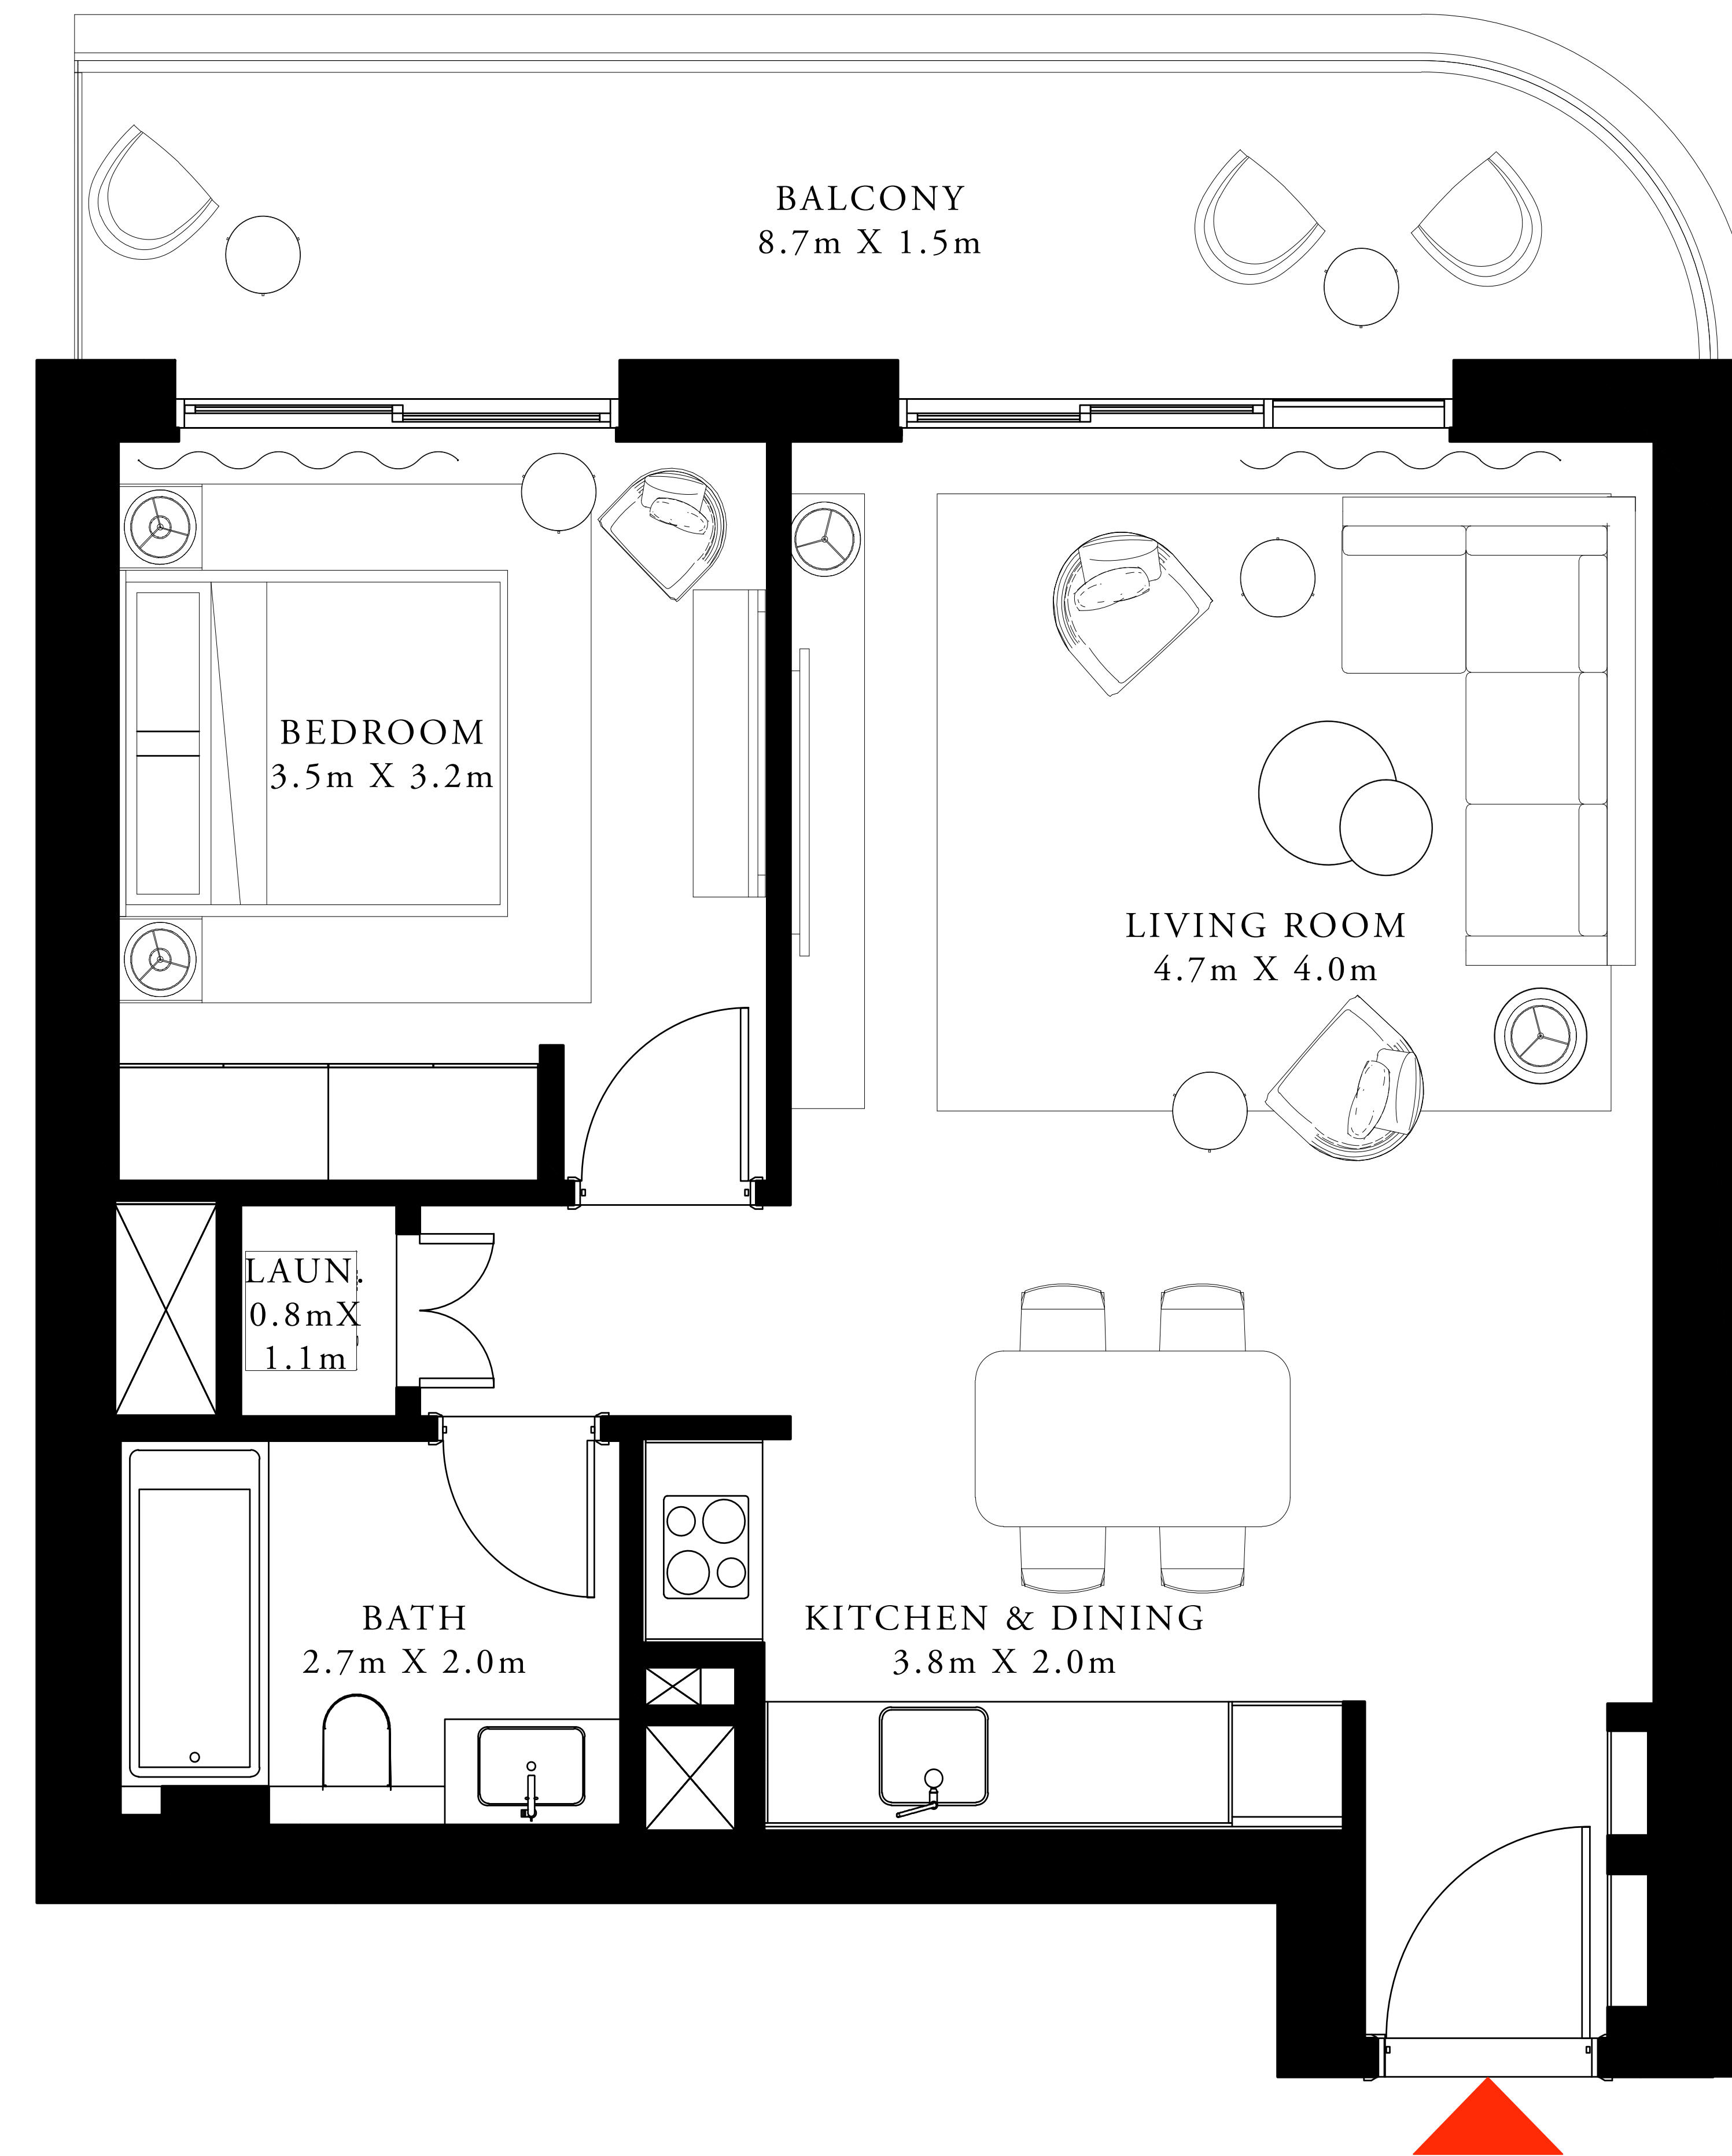 BALCONY
8.7m X 1.5m
BEDROOM
3.5m X 3.2m
LIVING ROOM
4.7m X 4.0m
LAUN.
0.8mX
1.1m
BATH
2.7m X 2.0m
KITCHEN & DINING
3.8m X 2.0m